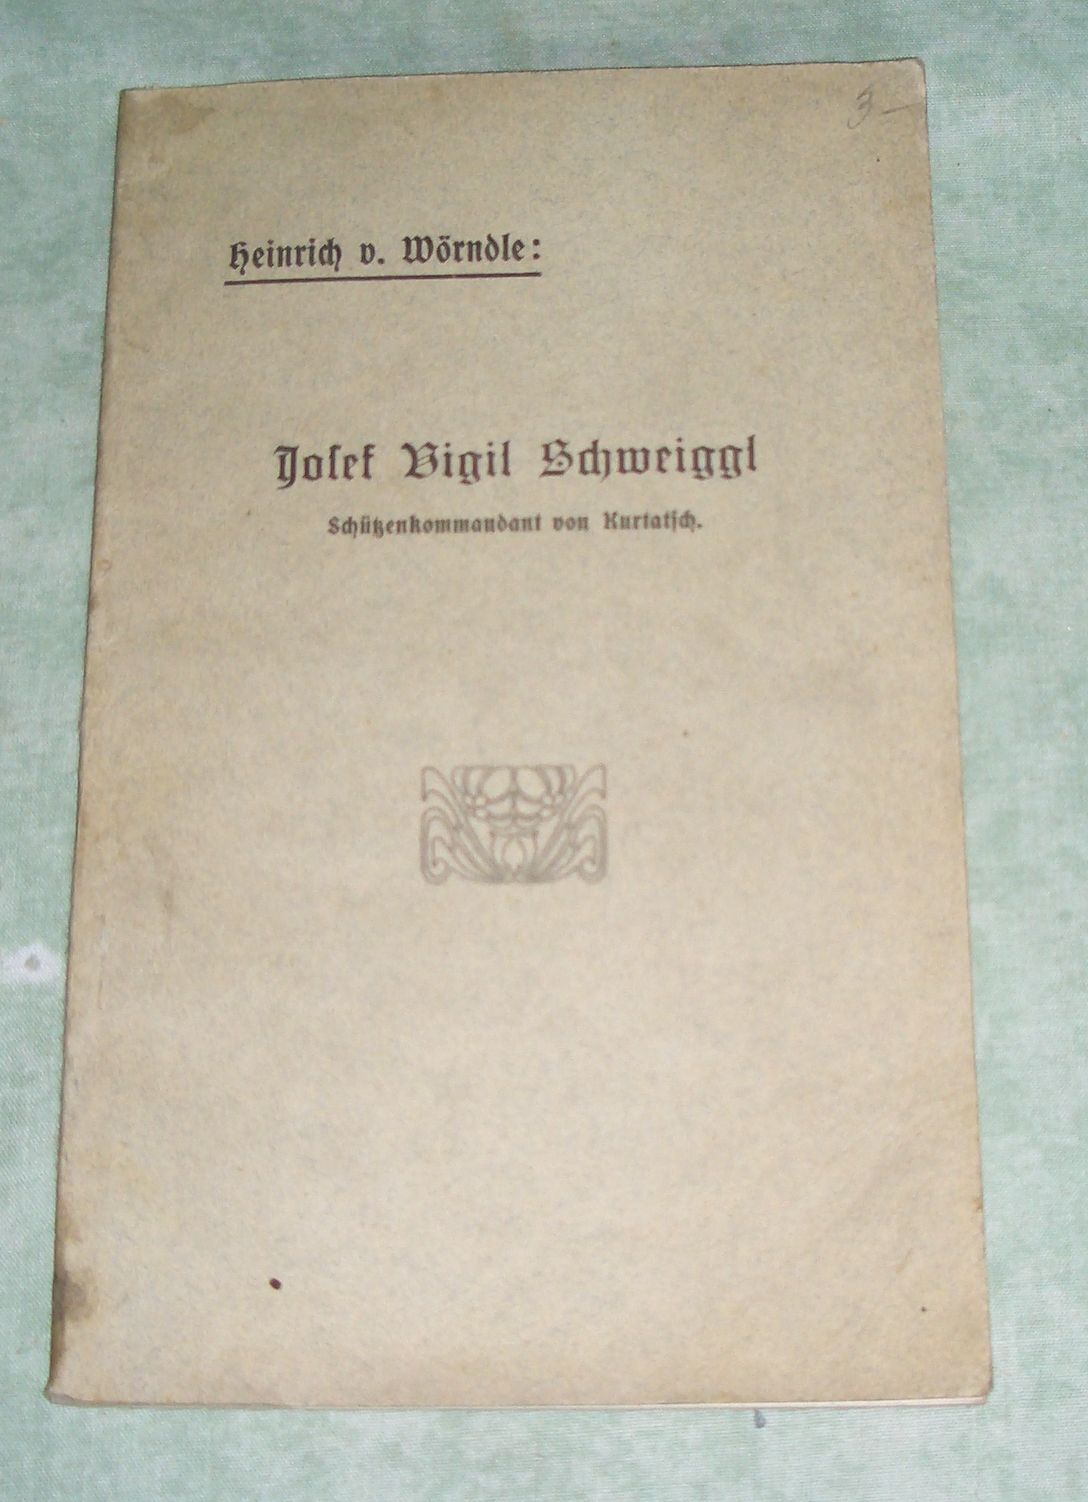 3 –
Heinrich v. Wörndle:
Josef Vigil Schweiggl
Schützenkommandant von Kurtatsch.